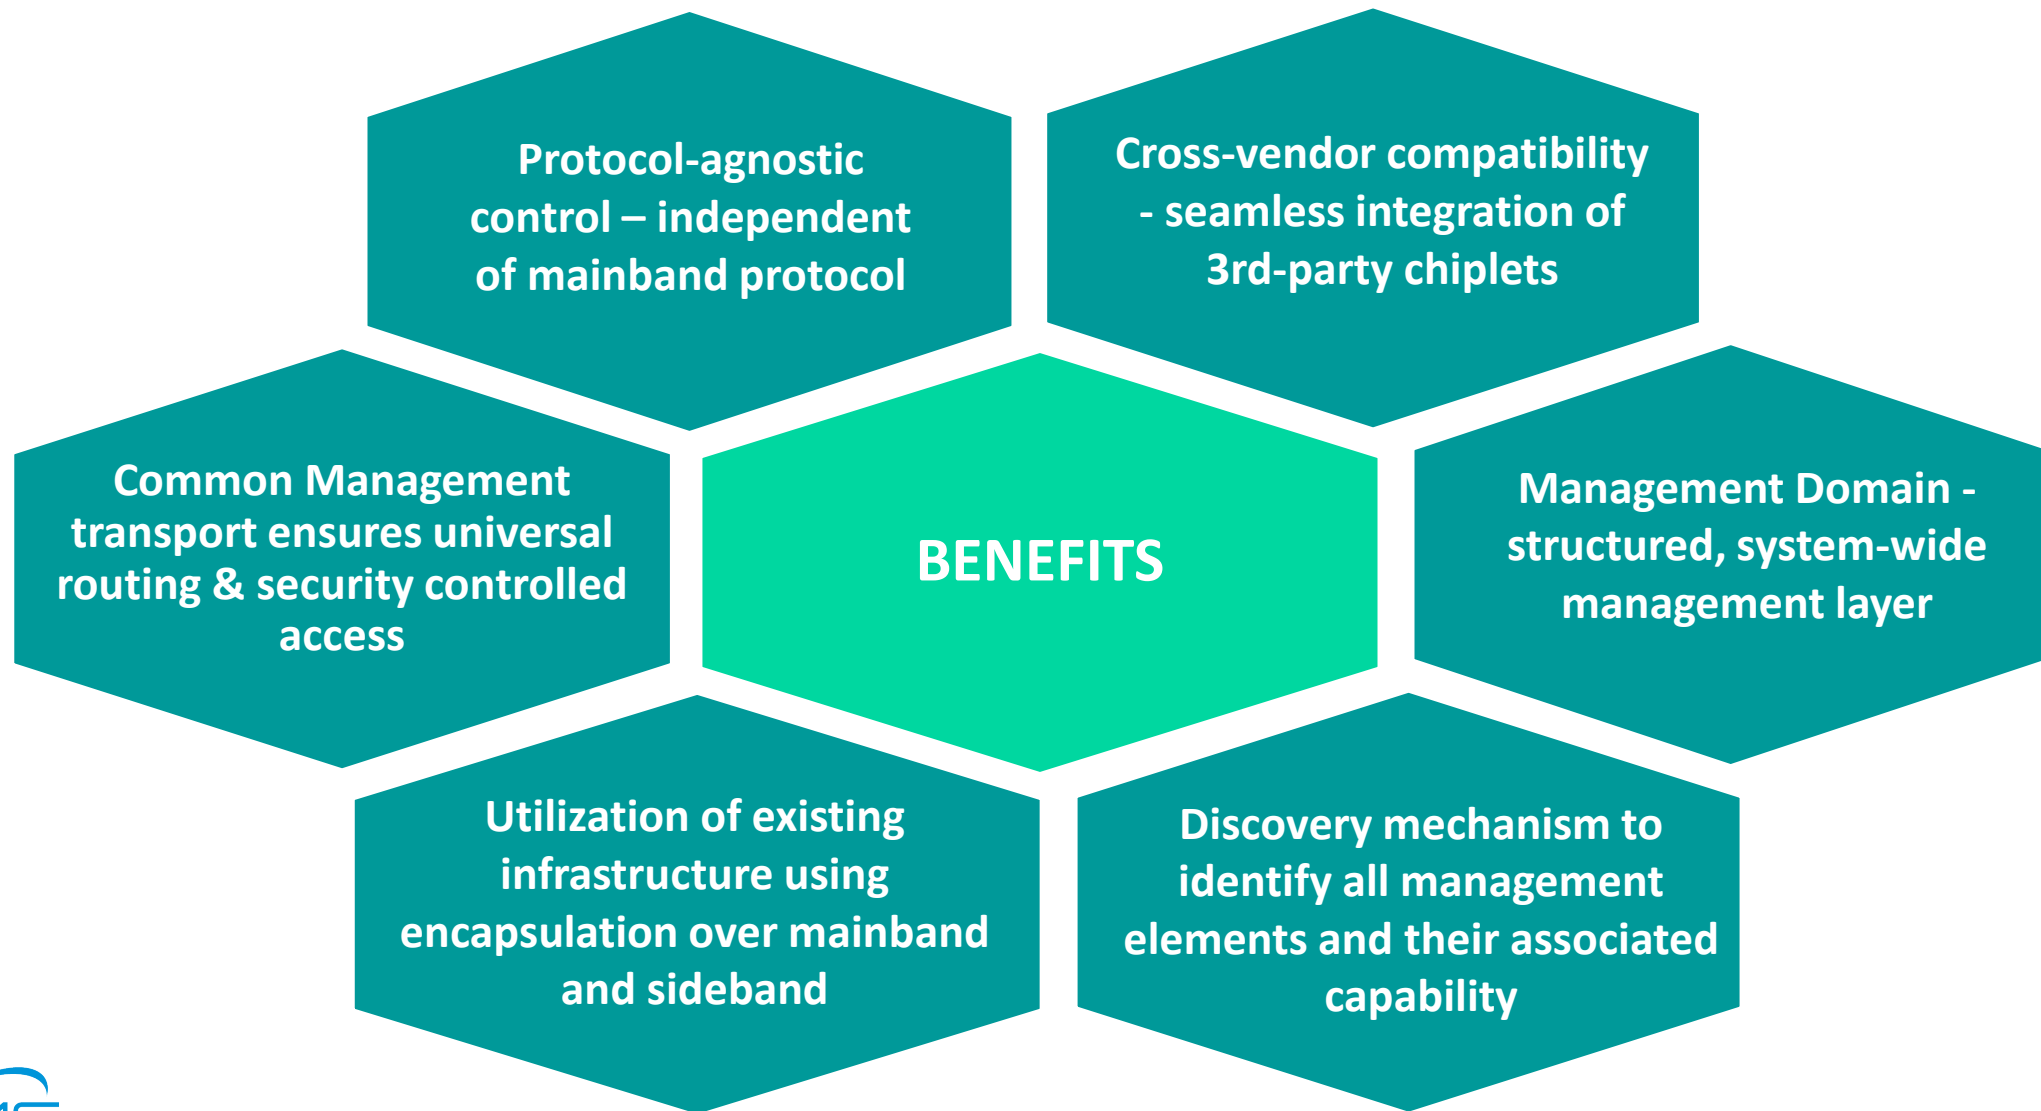 Protocol-agnostic
control – independent
of mainband protocol
Cross-vendor compatibility
- seamless integration of
3rd-party chiplets
Common Management
transport ensures universal
routing & security controlled
access
BENEFITS
Management Domain -
structured, system-wide
management layer
Utilization of existing
infrastructure using
encapsulation over mainband
and sideband
Discovery mechanism to
identify all management
elements and their associated
capability